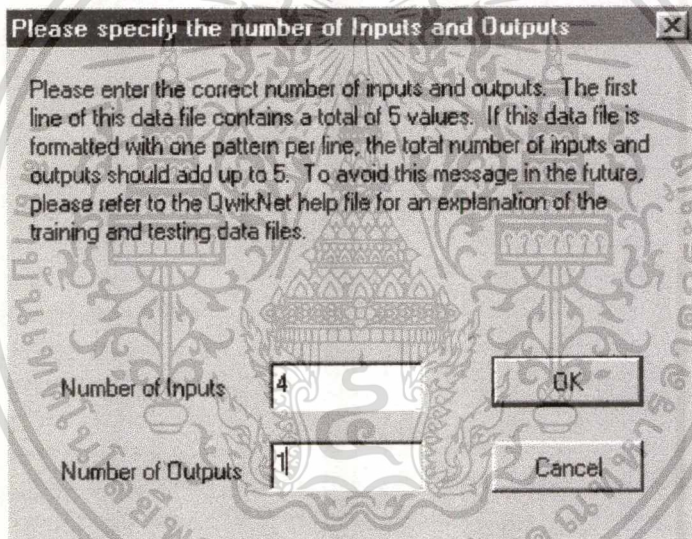 Please specify the number of Inputs and Outputs
Please enter the correct number of inputs and outputs. The first
line of this data file contains a total of 5 values. If this data file is
formatted with one pattern per line, the total number of inputs and
outputs should add up to 5. To avoid this message in the future,
please refer to the QwikNet help file for an explanation of the
training and testing data files.
Number of Inputs 4 OK
Number of Outputs 1 Cancel